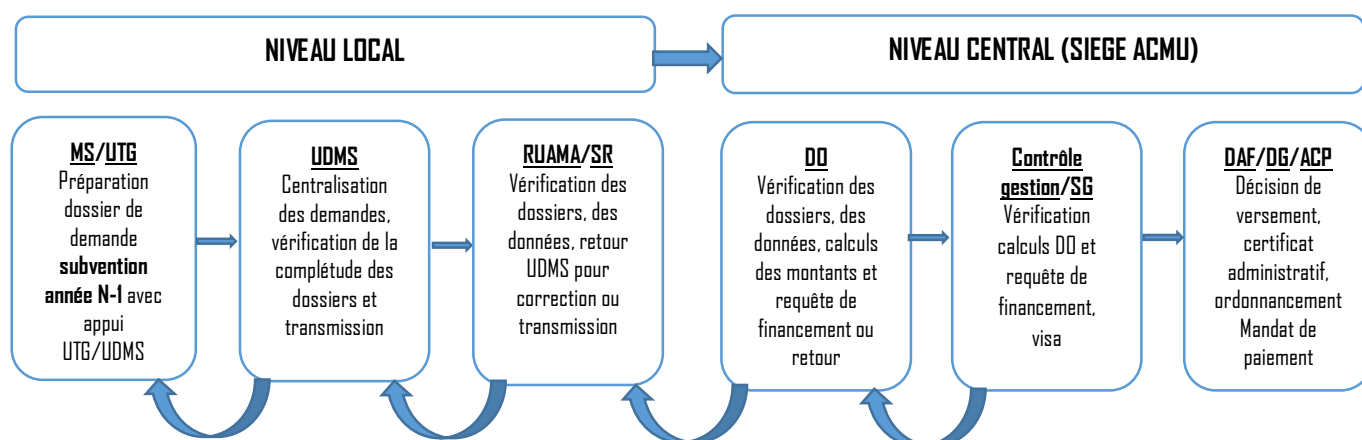 NIVEAU LOCAL
NIVEAU CENTRAL (SIEGE ACMU)
MS/UTG
Préparation
dossier de
demande
subvention
année N-1 avec
appui
UTG/UDMS
UDMS
Centralisation
des demandes,
vérification de la
complétude des
dossiers et
transmission
RUAMA/SR
Vérification des
dossiers, des
données, retour
UDMS pour
correction ou
transmission
DO
Vérification des
dossiers, des
données, calculs
des montants et
requête de
financement ou
retour
Contrôle
gestion/SG
Vérification
calculs DO et
requête de
financement,
visa
DAF/DG/ACP
Décision de
versement,
certificat
administratif,
ordonnancement
Mandat de
paiement